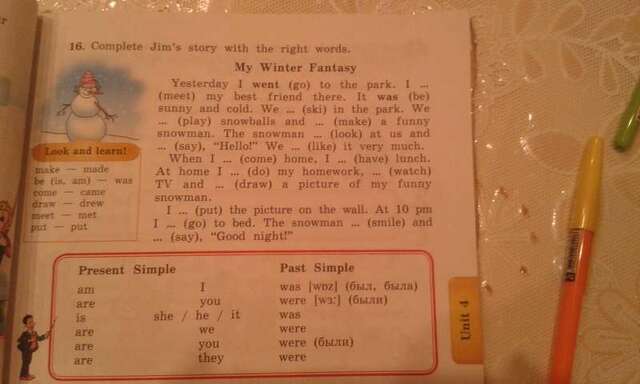 16. Complete Jim's story with the right words.
My Winter Fantasy
Yesterday I went (go) to the park. I ...
(meet) my best friend there. It was (be)
sunny and cold. We ... (ski) in the park. We
... (play) snowballs and ... (make) a funny
snowman. The snowman ... (look) at us and
... (say), "Hello!" We ... (like) it very much.
When I ... (come) home, I ... (have) lunch.
At home I ... (do) my homework, ... (watch)
TV and ... (draw) a picture of my funny
snowman.
I ... (put) the picture on the wall. At 10 pm
I ... (go) to bed. The snowman ... (smile) and
... (say), "Good night!"
Look and learn!
make — made
be (is, am) — was
come — came
draw — drew
meet — met
put — put
Present Simple Past Simple
am I was [wɒz] (был, была)
are you were [wɜ:] (были)
is she / he / it was
are we were
are you were (были)
are they were
Unit 4